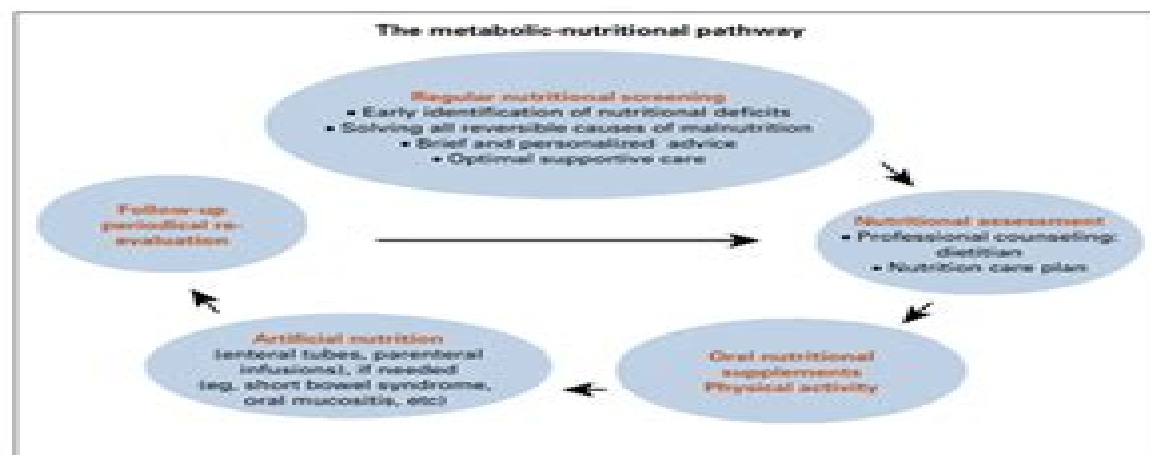 The metabolic-nutritional pathway
Regular nutritional screening
• Early identification of nutritional deficits
• Solving all reversible causes of malnutrition
• Brief and personalized advice
• Optimal supportive care
Nutritional assessment
• Professional counseling:
dietitian
• Nutrition care plan
Oral nutritional
supplements
Physical activity
Artificial nutrition
(enteral tubes, parenteral
infusions), if needed
(eg, short bowel syndrome,
oral mucositis, etc)
Follow-up
periodical re-
evaluation